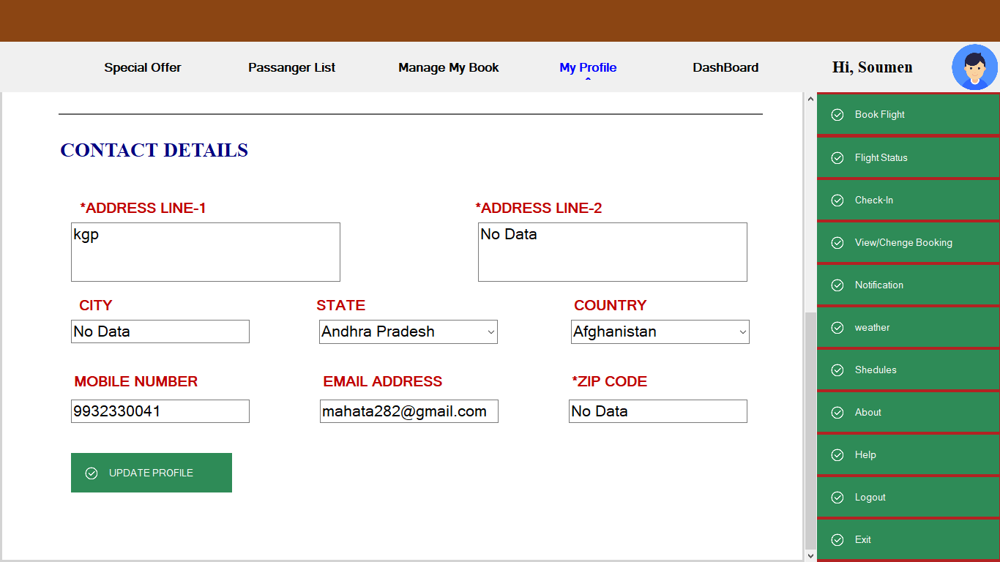 Special Offer
Passanger List
Manage My Book
My Profile
DashBoard
Hi, Soumen
CONTACT DETAILS
*ADDRESS LINE-1
*ADDRESS LINE-2
kgp
No Data
CITY
STATE
COUNTRY
No Data
Andhra Pradesh
Afghanistan
MOBILE NUMBER
EMAIL ADDRESS
*ZIP CODE
9932330041
mahata282@gmail.com
No Data
UPDATE PROFILE
Book Flight
Flight Status
Check-In
View/Chenge Booking
Notification
weather
Shedules
About
Help
Logout
Exit